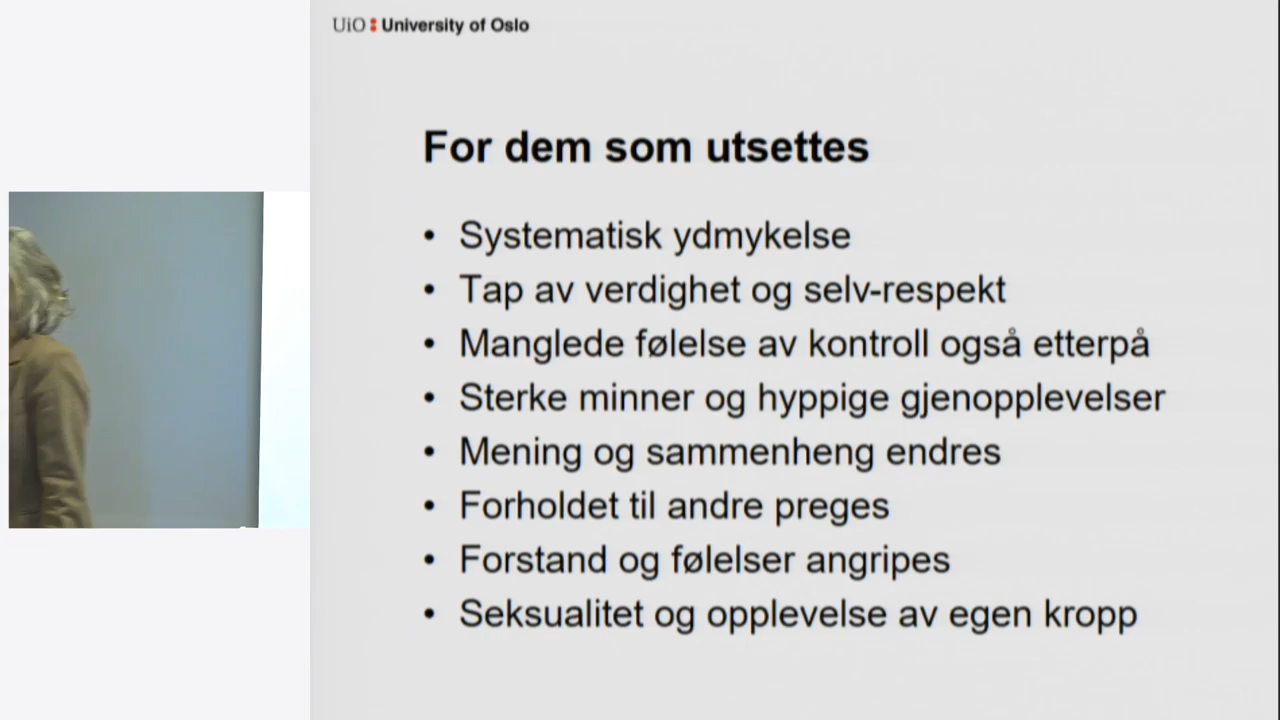 UiO University of Oslo
For dem som utsettes
• Systematisk ydmykelse
• Tap av verdighet og selv-respekt
• Manglede følelse av kontroll også etterpå
• Sterke minner og hyppige gjenopplevelser
• Mening og sammenheng endres
• Forholdet til andre preges
• Forstand og følelser angripes
• Seksualitet og opplevelse av egen kropp